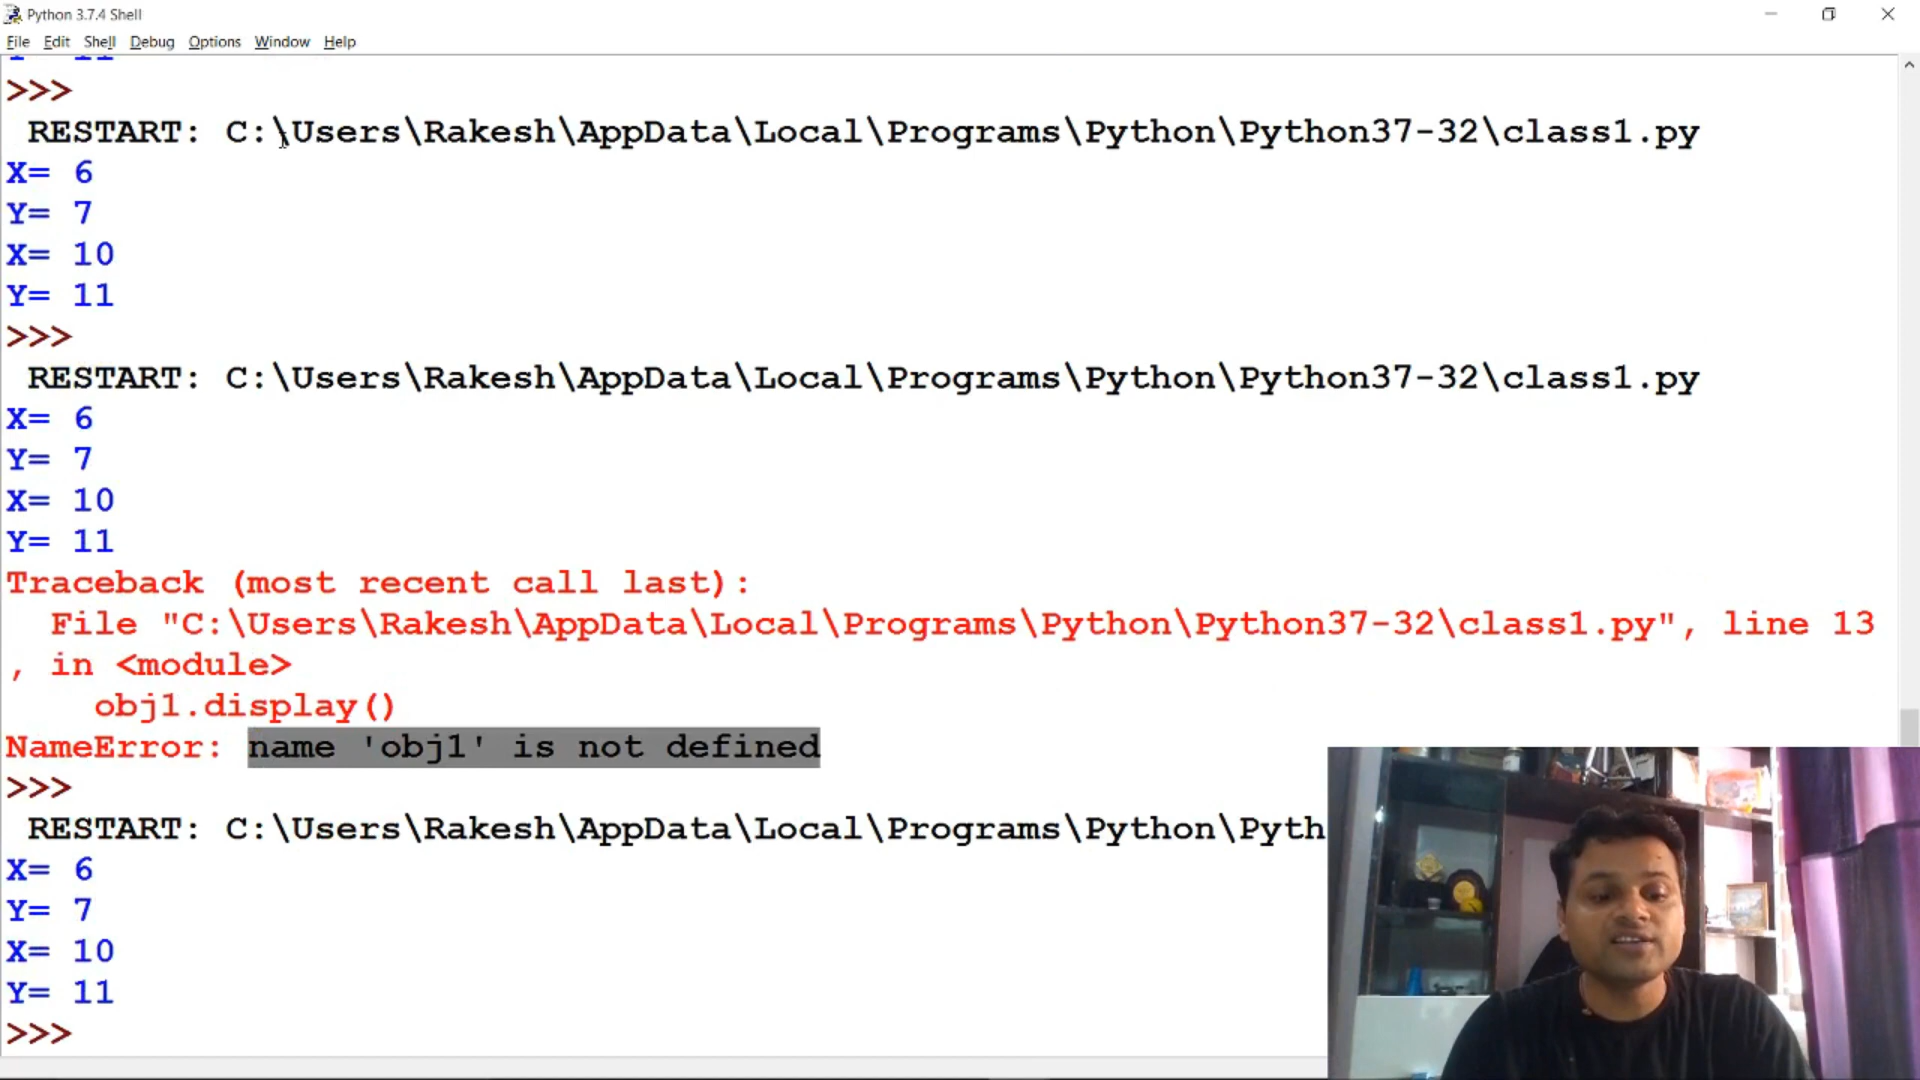 Python 3.7.4 Shell
File Edit Shell Debug Options Window Help
Y= 11
>>>
RESTART: C:\Users\Rakesh\AppData\Local\Programs\Python\Python37-32\class1.py
X= 6
Y= 7
X= 10
Y= 11
>>>
RESTART: C:\Users\Rakesh\AppData\Local\Programs\Python\Python37-32\class1.py
X= 6
Y= 7
X= 10
Y= 11
Traceback (most recent call last):
File "C:\Users\Rakesh\AppData\Local\Programs\Python\Python37-32\class1.py", line 13
, in <module>
obj1.display()
NameError: name 'obj1' is not defined
>>>
RESTART: C:\Users\Rakesh\AppData\Local\Programs\Python\Pyth
X= 6
Y= 7
X= 10
Y= 11
>>>